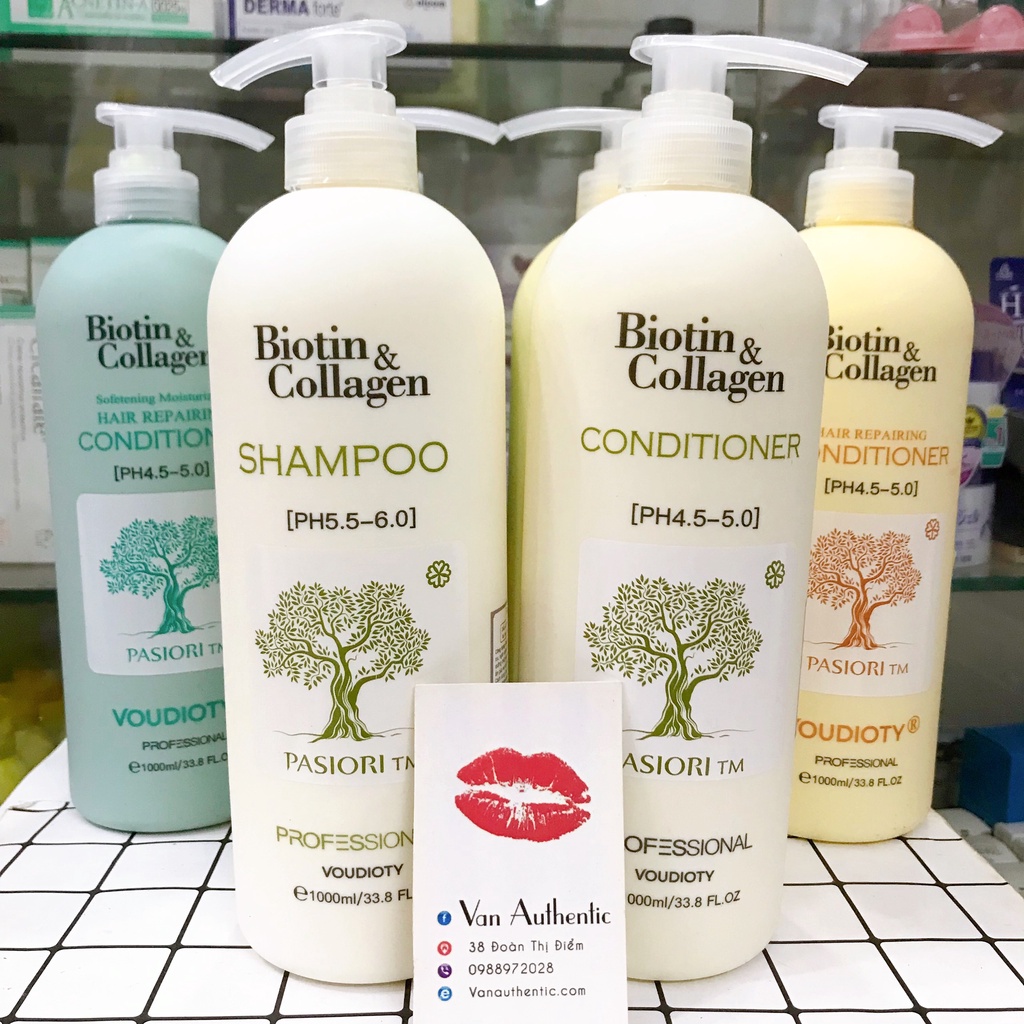 DERMA forte
Biotin &
Collagen
Softening Moisturiz
HAIR REPAIRIN
CONDITION
[PH4.5–5.0]
PASIORI TM
VOUDIOTY
PROFESSIONAL
e1000ml/33.8 FL.O
Biotin &
Collagen
SHAMPOO
[PH5.5–6.0]
PASIORI TM
PROFESSION
VOUDIOTY
e1000ml/33.8 FL.
Biotin &
Collagen
CONDITIONER
[PH4.5–5.0]
ASIORI TM
OFESSIONAL
VOUDIOTY
000ml/33.8 FL.OZ
Biotin &
Collagen
HAIR REPAIRING
ONDITIONER
[PH4.5–5.0]
PASIORI TM
OUDIOTY®
PROFESSIONAL
e1000ml/33.8 FL.OZ
Van Authentic
38 Đoàn Thị Điểm
0988972028
Vanauthentic.com